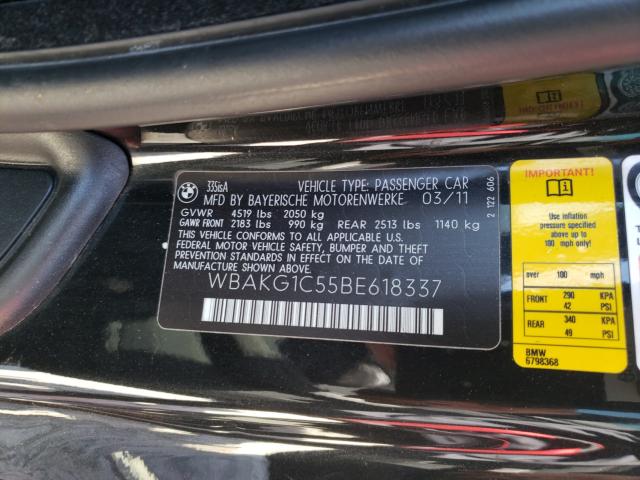 BMW
335isA
VEHICLE TYPE: PASSENGER CAR
MFD BY BAYERISCHE MOTORENWERKE 03/11
GVWR 4519 lbs 2050 kg
GAWR FRONT 2183 lbs 990 kg REAR 2513 lbs 1140 kg
THIS VEHICLE CONFORMS TO ALL APPLICABLE U.S.
FEDERAL MOTOR VEHICLE SAFETY, BUMPER AND THEFT
PREVENTION STANDARDS IN EFFECT ON THE DATE OF
MANUFACTURE SHOWN ABOVE.
WBAKG1C55BE618337
2 122 606
IMPORTANT!
Use inflation
pressure specified
above for up to
100 mph only!
over 100 mph
FRONT 290 KPA
42 PSI
REAR 340 KPA
49 PSI
BMW
6798368